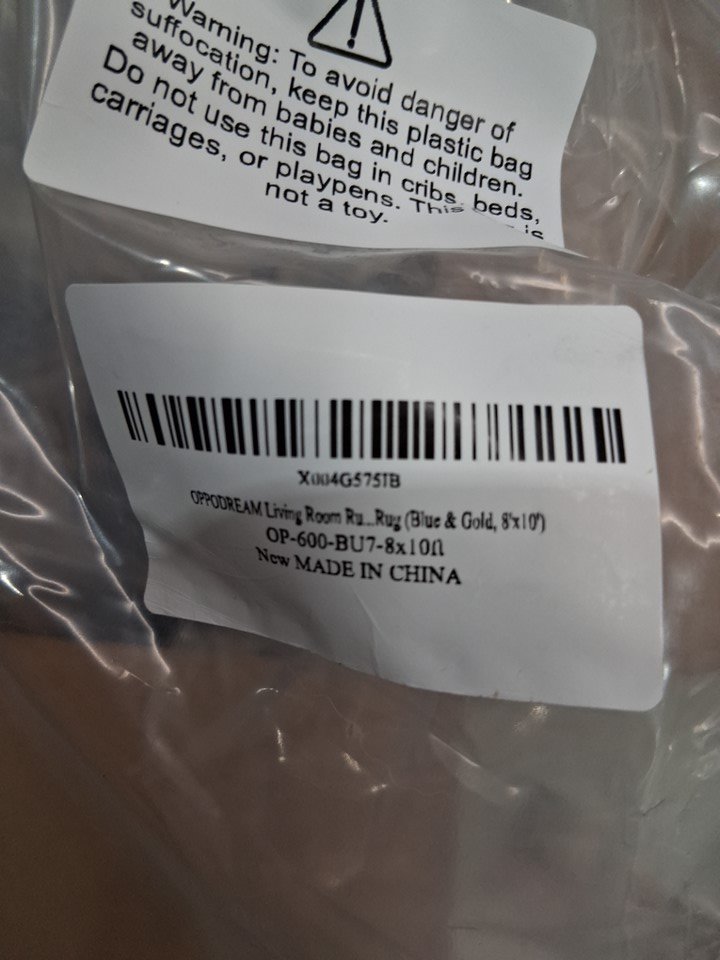 Warning: To avoid danger of
suffocation, keep this plastic bag
away from babies and children.
Do not use this bag in cribs, beds,
carriages, or playpens. This is
not a toy.
X004G575TB
OPPODREAM Living Room Ru...Rug (Blue & Gold, 8'x10')
OP-600-BU7-8x10ft
New MADE IN CHINA